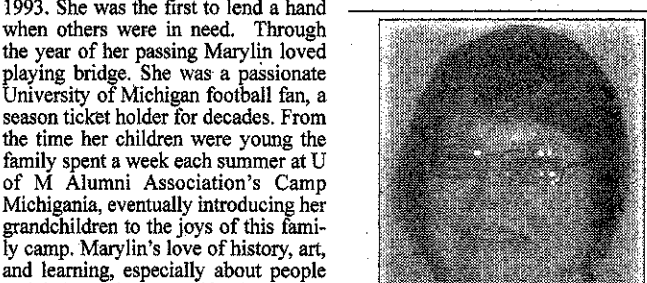 1993. She was the first to lend a hand
when others were in need. Through
the year of her passing Marylin loved
playing bridge. She was a passionate
University of Michigan football fan, a
season ticket holder for decades. From
the time her children were young the
family spent a week each summer at U
of M Alumni Association's Camp
Michigania, eventually introducing her
grandchildren to the joys of this fami-
ly camp. Marylin's love of history, art,
and learning, especially about people